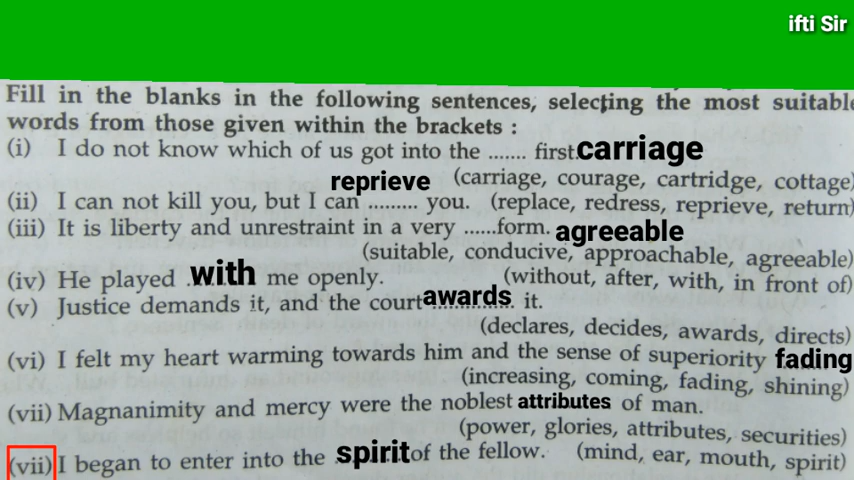 ifti Sir
Fill in the blanks in the following sentences, selecting the most suitable
words from those given within the brackets :
(i) I do not know which of us got into the ....... first.carriage
reprieve (carriage, courage, cartridge, cottage)
(ii) I can not kill you, but I can ......... you. (replace, redress, reprieve, return)
(iii) It is liberty and unrestraint in a very ......form. agreeable
(suitable, conducive, approachable, agreeable)
(iv) He played with me openly. (without, after, with, in front of)
(v) Justice demands it, and the court awards it.
(declares, decides, awards, directs)
(vi) I felt my heart warming towards him and the sense of superiority fading
(increasing, coming, fading, shining)
(vii) Magnanimity and mercy were the noblest attributes of man.
(power, glories, attributes, securities)
(vii) I began to enter into the spirit of the fellow. (mind, ear, mouth, spirit)